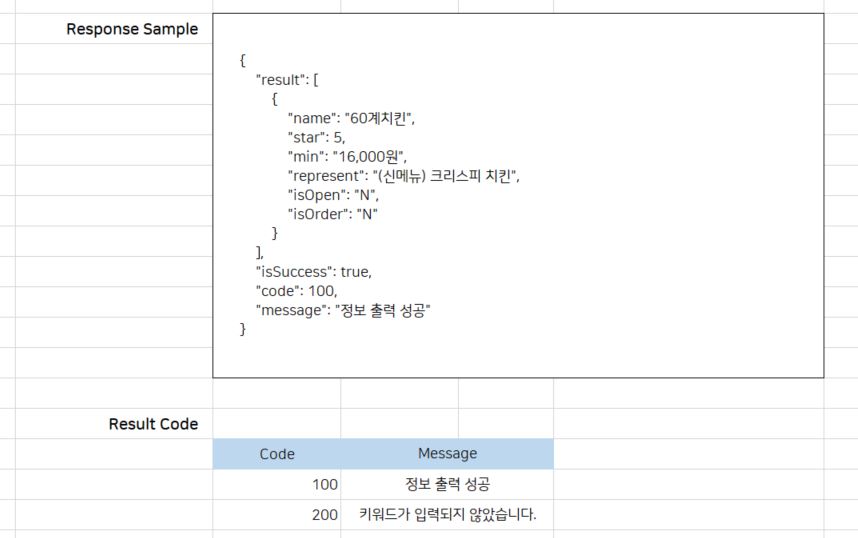 Response Sample
{
"result": [
{
"name": "60계치킨",
"star": 5,
"min": "16,000원",
"represent": "(신메뉴) 크리스피 치킨",
"isOpen": "N",
"isOrder": "N"
}
],
"isSuccess": true,
"code": 100,
"message": "정보 출력 성공"
}
Result Code
Code Message
100 정보 출력 성공
200 키워드가 입력되지 않았습니다.